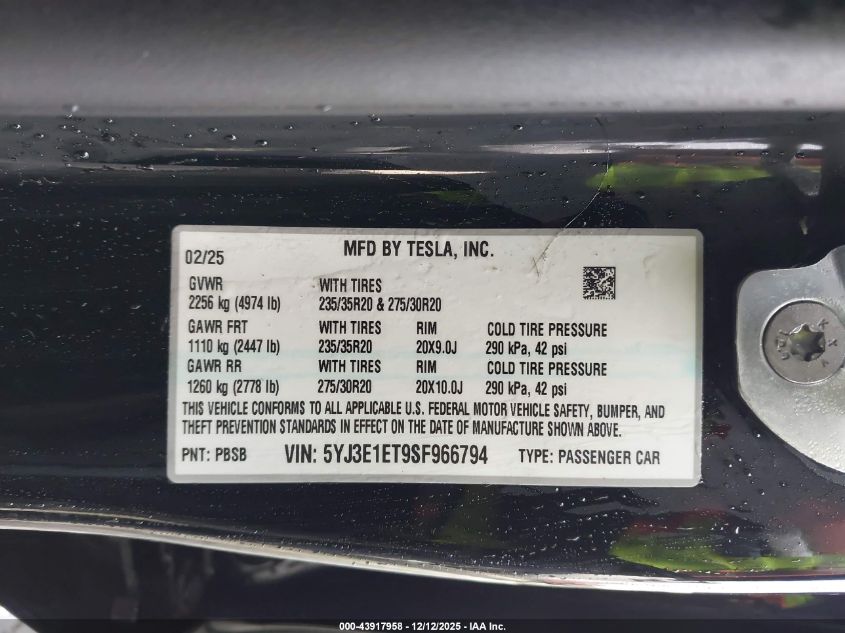 MFD BY TESLA, INC.
02/25
GVWR WITH TIRES
2256 kg (4974 lb) 235/35R20 & 275/30R20
GAWR FRT WITH TIRES RIM COLD TIRE PRESSURE
1110 kg (2447 lb) 235/35R20 20X9.0J 290 kPa, 42 psi
GAWR RR WITH TIRES RIM COLD TIRE PRESSURE
1260 kg (2778 lb) 275/30R20 20X10.0J 290 kPa, 42 psi
THIS VEHICLE CONFORMS TO ALL APPLICABLE U.S. FEDERAL MOTOR VEHICLE SAFETY, BUMPER, AND
THEFT PREVENTION STANDARDS IN EFFECT ON THE DATE OF MANUFACTURE SHOWN ABOVE.
PNT: PBSB VIN: 5YJ3E1ET9SF966794 TYPE: PASSENGER CAR
000-43917958 - 12/12/2025 - IAA Inc.